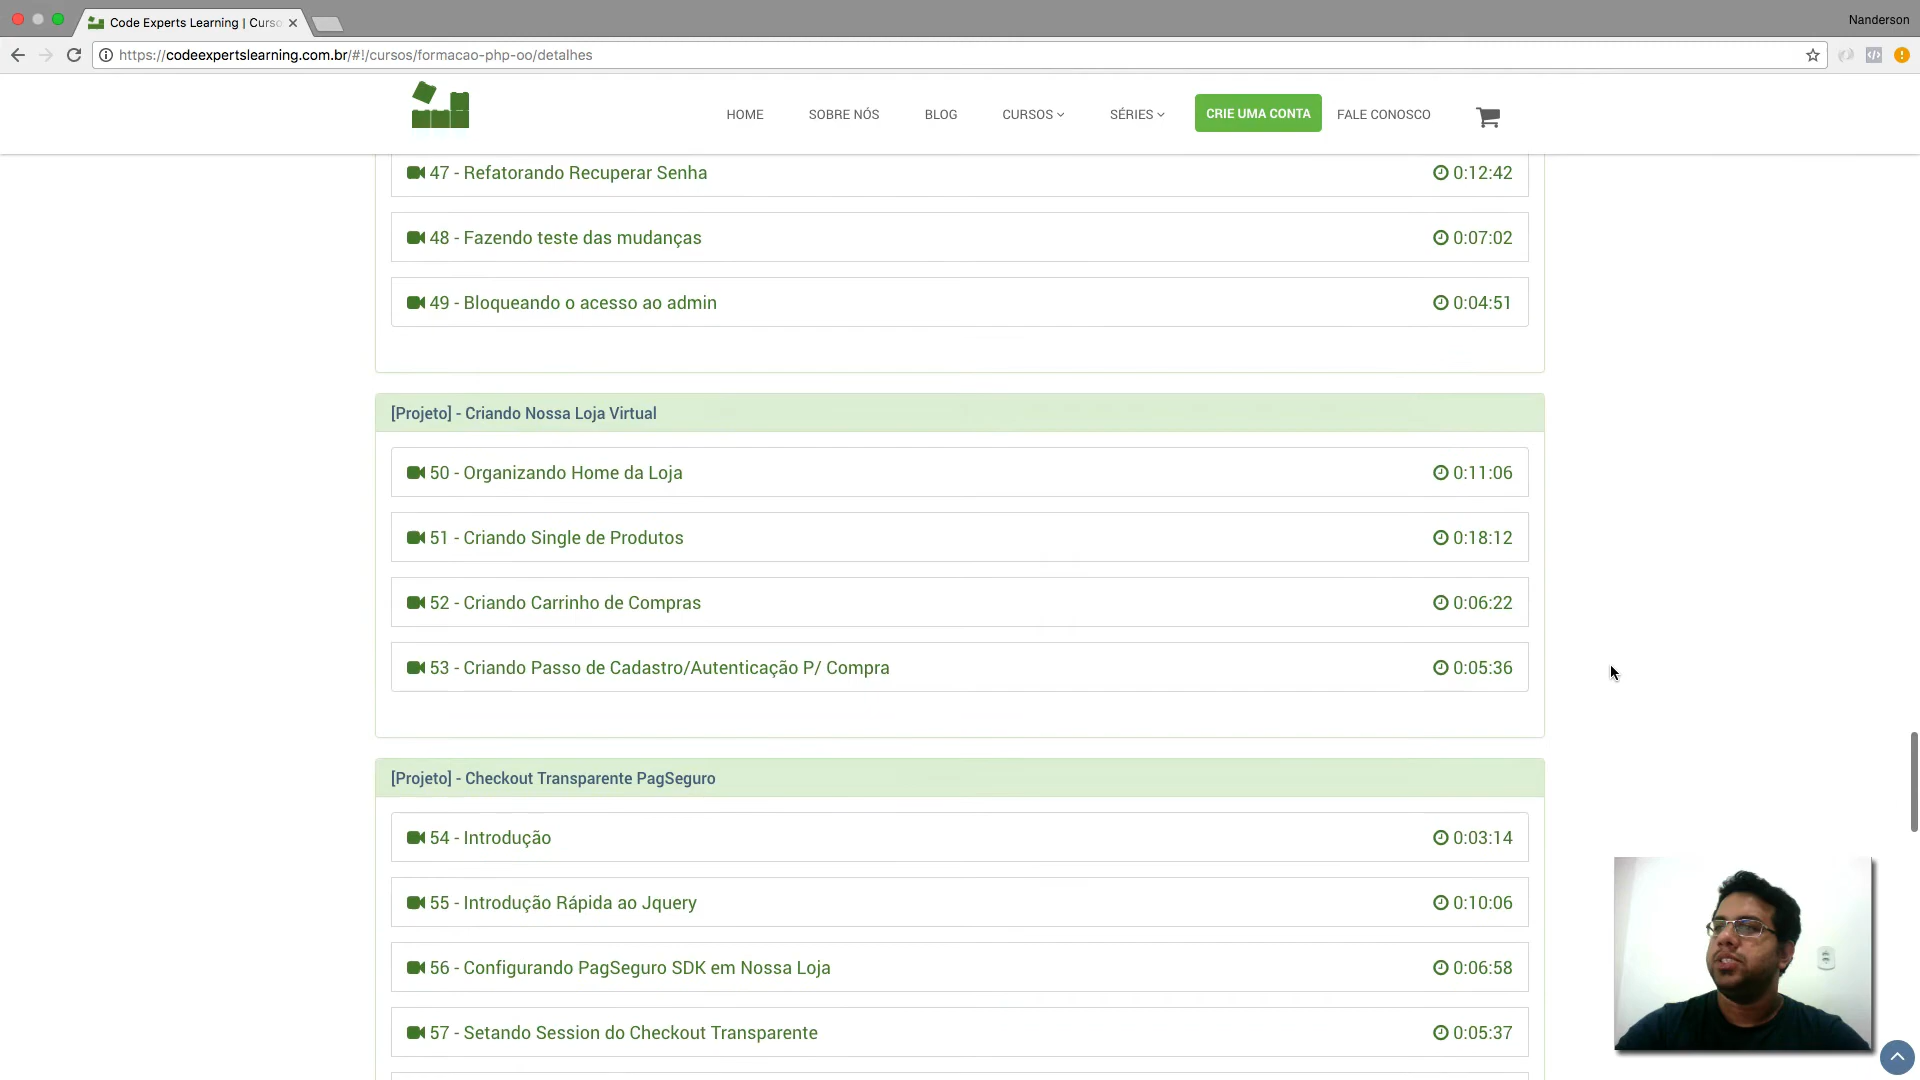 Code Experts Learning | Curso
Nanderson
https://codeexpertslearning.com.br/#!/cursos/formacao-php-oo/detalhes
HOME
SOBRE NÓS
BLOG
CURSOS
SÉRIES
CRIE UMA CONTA
FALE CONOSCO
47 - Refatorando Recuperar Senha 0:12:42
48 - Fazendo teste das mudanças 0:07:02
49 - Bloqueando o acesso ao admin 0:04:51
[Projeto] - Criando Nossa Loja Virtual
50 - Organizando Home da Loja 0:11:06
51 - Criando Single de Produtos 0:18:12
52 - Criando Carrinho de Compras 0:06:22
53 - Criando Passo de Cadastro/Autenticação P/ Compra 0:05:36
[Projeto] - Checkout Transparente PagSeguro
54 - Introdução 0:03:14
55 - Introdução Rápida ao Jquery 0:10:06
56 - Configurando PagSeguro SDK em Nossa Loja 0:06:58
57 - Setando Session do Checkout Transparente 0:05:37